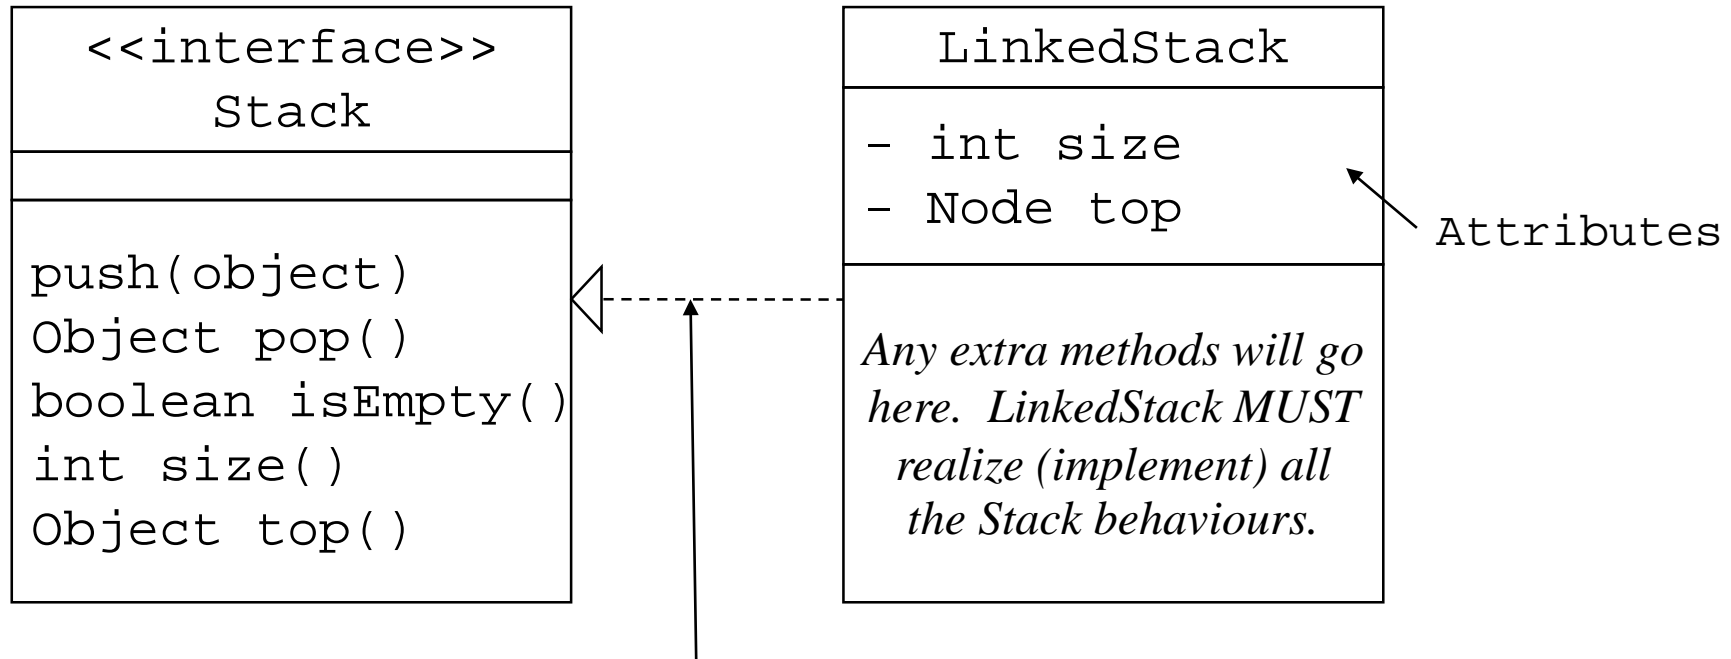 <<interface>>
Stack
push(object)
Object pop()
boolean isEmpty()
int size()
Object top()
LinkedStack
- int size
- Node top
Any extra methods will go
here. LinkedStack MUST
realize (implement) all
the Stack behaviours.
Attributes